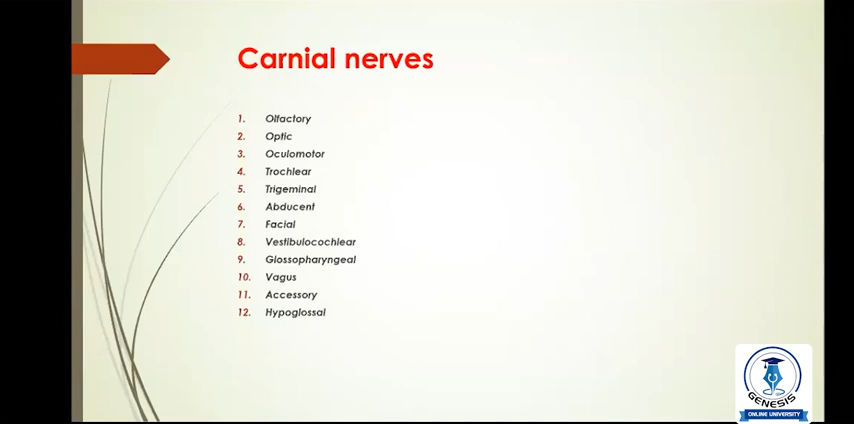 Carnial nerves
1. Olfactory
2. Optic
3. Oculomotor
4. Trochlear
5. Trigeminal
6. Abducent
7. Facial
8. Vestibulocochlear
9. Glossopharyngeal
10. Vagus
11. Accessory
12. Hypoglossal
GENESIS
ONLINE UNIVERSITY